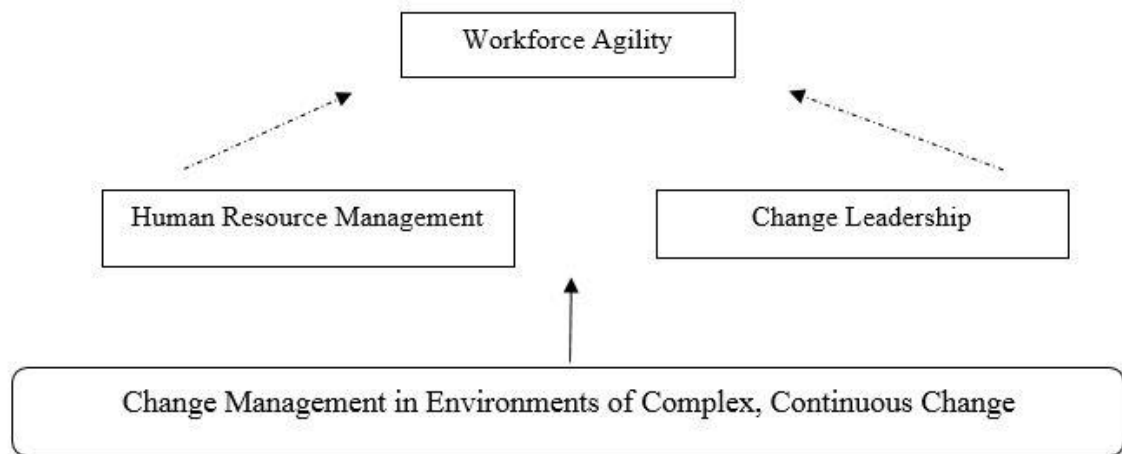 Workforce Agility
Human Resource Management
Change Leadership
Change Management in Environments of Complex, Continuous Change